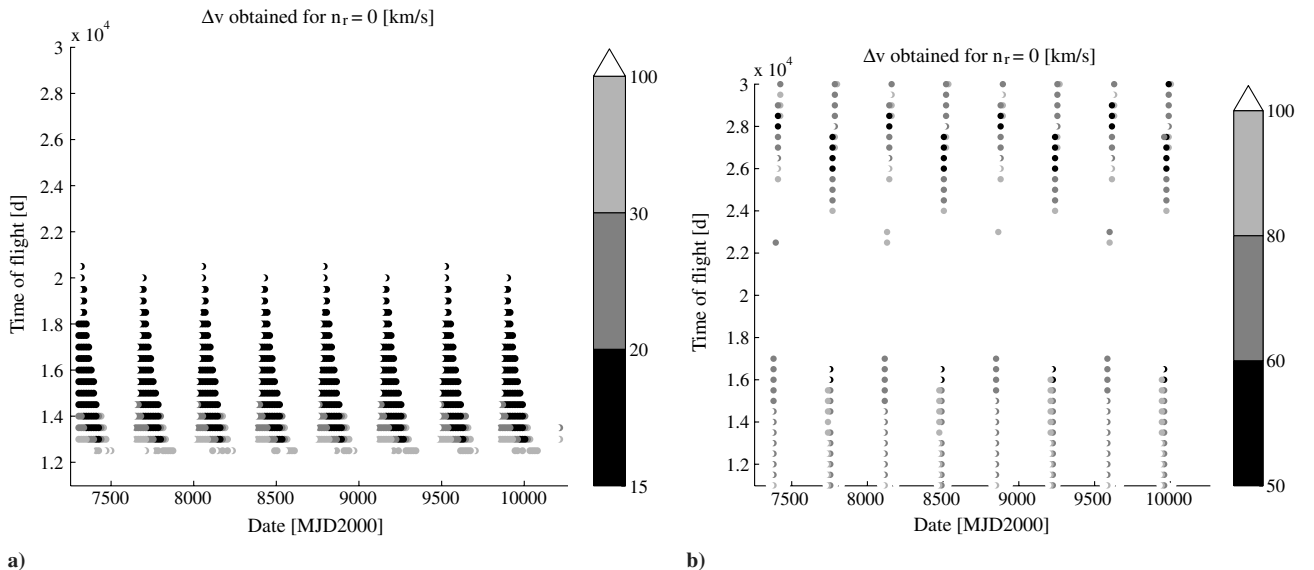 Δv obtained for n_r = 0 [km/s]
x 10^4
3
2.8
2.6
2.4
2.2
2
1.8
1.6
1.4
1.2
Time of flight [d]
7500 8000 8500 9000 9500 10000
Date [MJD2000]
100
30
20
15
a)
Δv obtained for n_r = 0 [km/s]
x 10^4
3
2.8
2.6
2.4
2.2
2
1.8
1.6
1.4
1.2
Time of flight [d]
7500 8000 8500 9000 9500 10000
Date [MJD2000]
100
80
60
50
b)